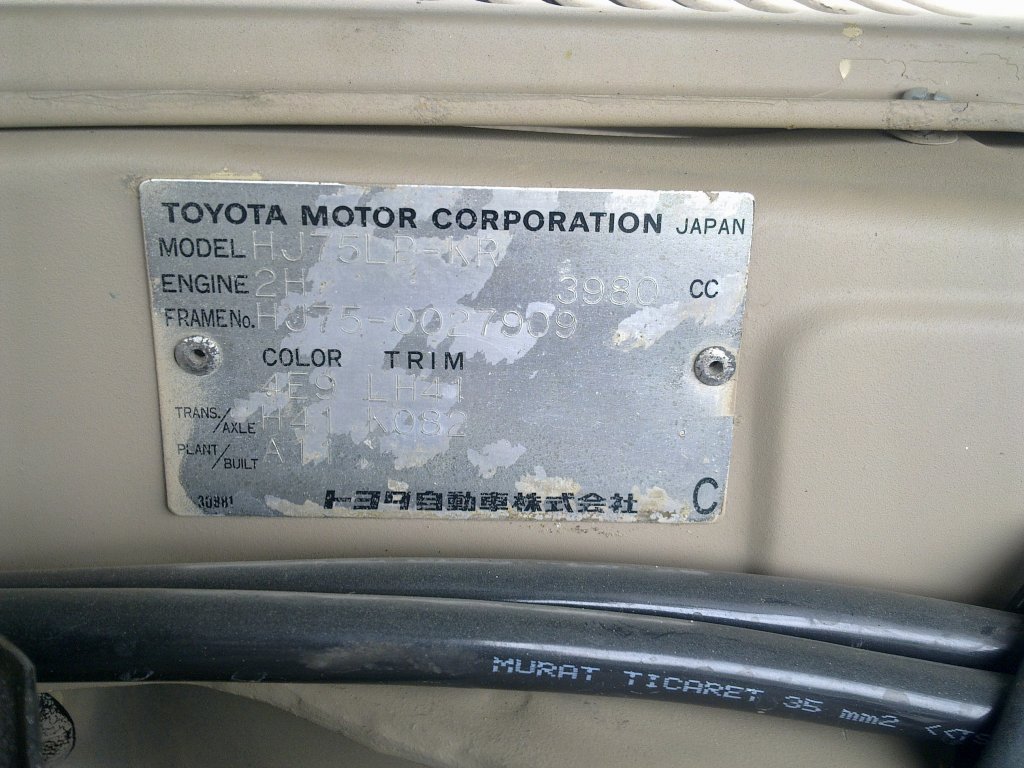 TOYOTA MOTOR CORPORATION JAPAN
MODEL HJ75LP-KR
ENGINE 2H 3980 CC
FRAME No. HJ75-0027909
COLOR TRIM
4E9 LH41
TRANS./AXLE H41 K082
PLANT/BUILT A11
30981
トヨタ自動車株式会社 C
MURAT TICARET 35 mm2